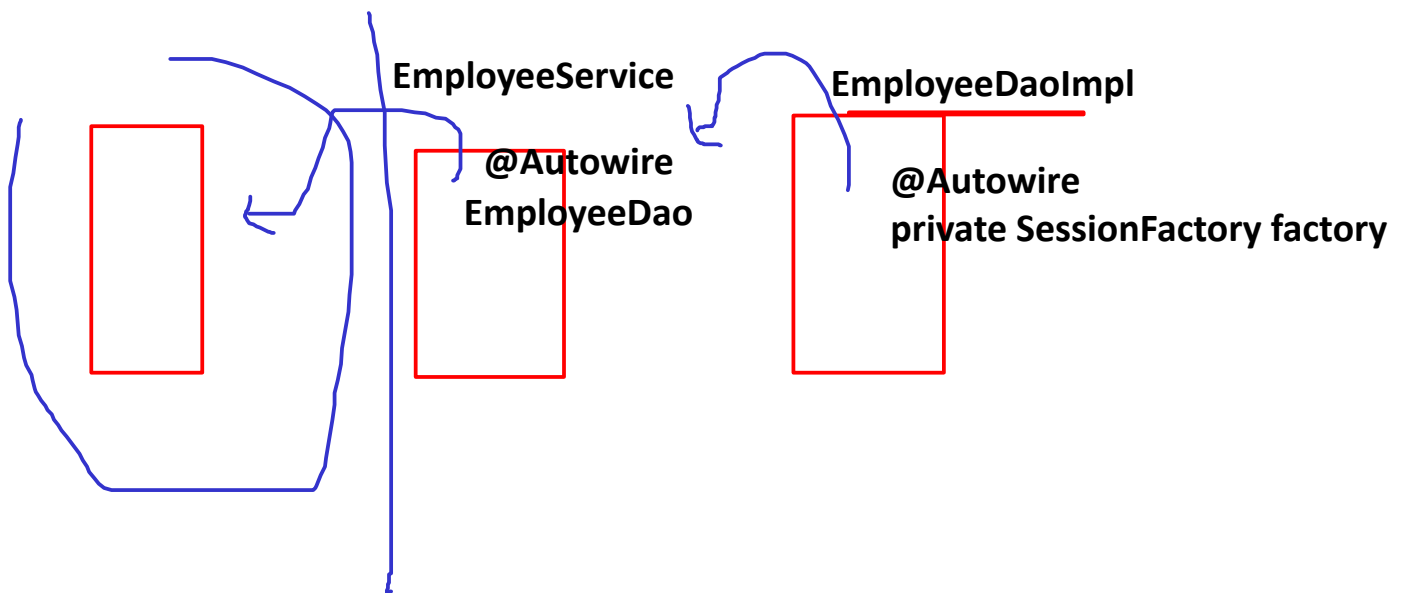 EmployeeService
@Autowire
EmployeeDao
EmployeeDaoImpl
@Autowire
private SessionFactory factory